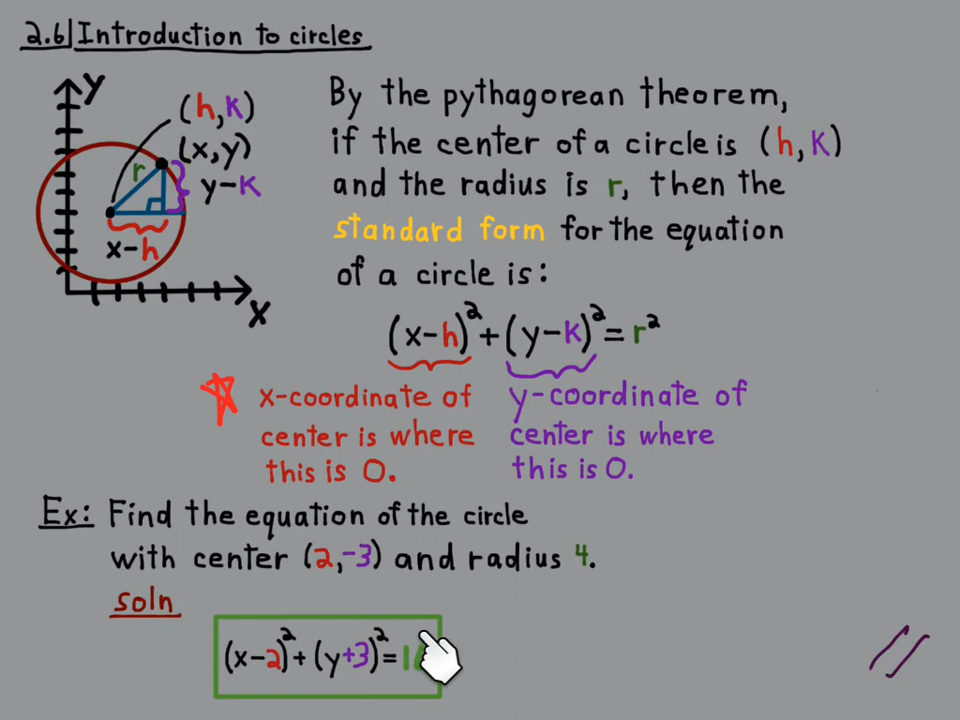 2.6 Introduction to circles
y
(h,k)
(x,y)
r
y-k
x-h
x
By the pythagorean theorem,
if the center of a circle is (h,k)
and the radius is r, then the
standard form for the equation
of a circle is:
(x-h)²+(y-k)²=r²
x-coordinate of
center is where
this is 0.
y-coordinate of
center is where
this is 0.
Ex: Find the equation of the circle
with center (2,-3) and radius 4.
soln
(x-2)²+(y+3)²=1